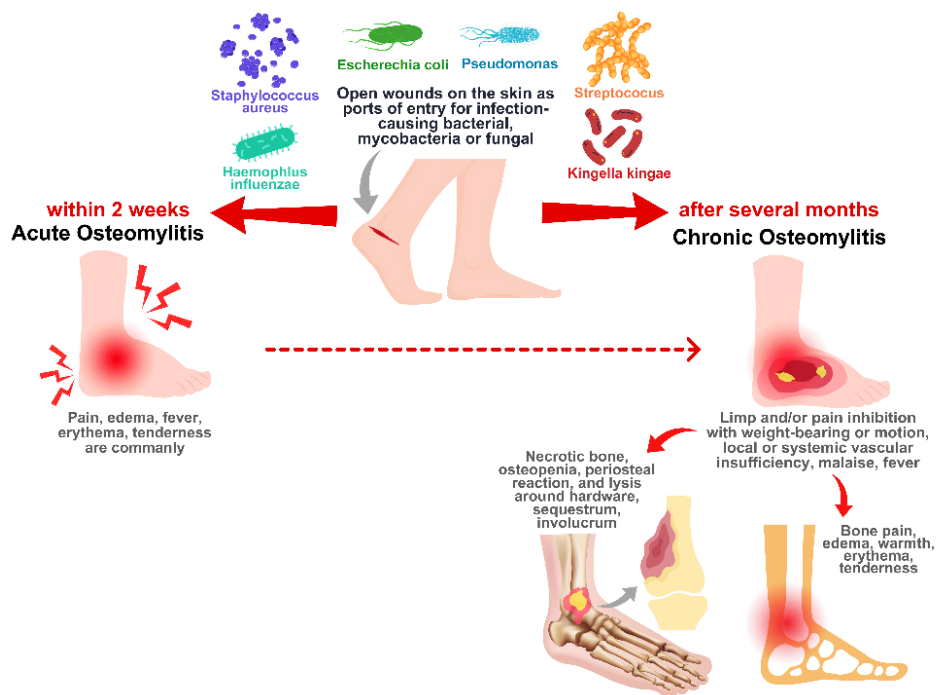 Staphylococcus
aureus
Escherechia coli
Pseudomonas
Streptococus
Open wounds on the skin as
ports of entry for infection-
causing bacterial,
mycobacteria or fungal
Haemophlus
influenzae
Kingella kingae
within 2 weeks
Acute Osteomylitis
after several months
Chronic Osteomylitis
Pain, edema, fever,
erythema, tenderness
are commanly
Limp and/or pain inhibition
with weight-bearing or motion,
local or systemic vascular
insufficiency, malaise, fever
Necrotic bone,
osteopenia, periosteal
reaction, and lysis
around hardware,
sequestrum,
involucrum
Bone pain,
edema, warmth,
erythema,
tenderness